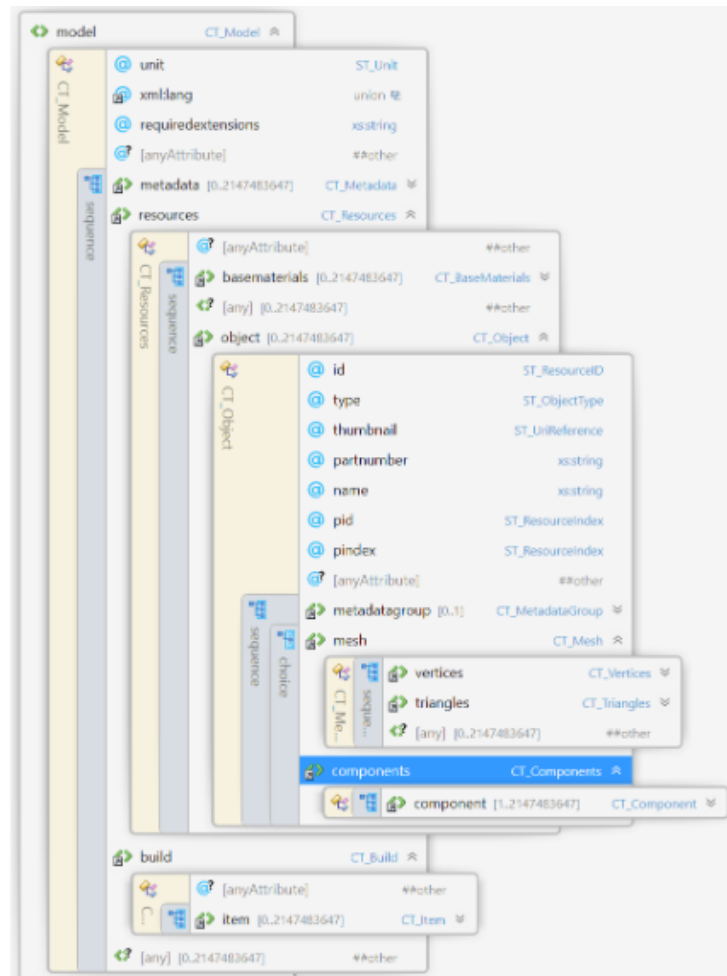 model CT_Model
CT_Model
unit ST_Unit
xml:lang union
requiredextensions xs:string
[anyAttribute] ##other
sequence
metadata [0..2147483647] CT_Metadata
resources CT_Resources
CT_Resources
[anyAttribute] ##other
sequence
basematerials [0..2147483647] CT_BaseMaterials
[any] [0..2147483647] ##other
object [0..2147483647] CT_Object
CT_Object
id ST_ResourceID
type ST_ObjectType
thumbnail ST_UriReference
partnumber xs:string
name xs:string
pid ST_ResourceIndex
pindex ST_ResourceIndex
[anyAttribute] ##other
sequence
metadatagroup [0..1] CT_MetadataGroup
choice
mesh CT_Mesh
CT_Me...
seque...
vertices CT_Vertices
triangles CT_Triangles
[any] [0..2147483647] ##other
components CT_Components
component [1..2147483647] CT_Component
build CT_Build
C...
[anyAttribute] ##other
item [0..2147483647] CT_Item
[any] [0..2147483647] ##other